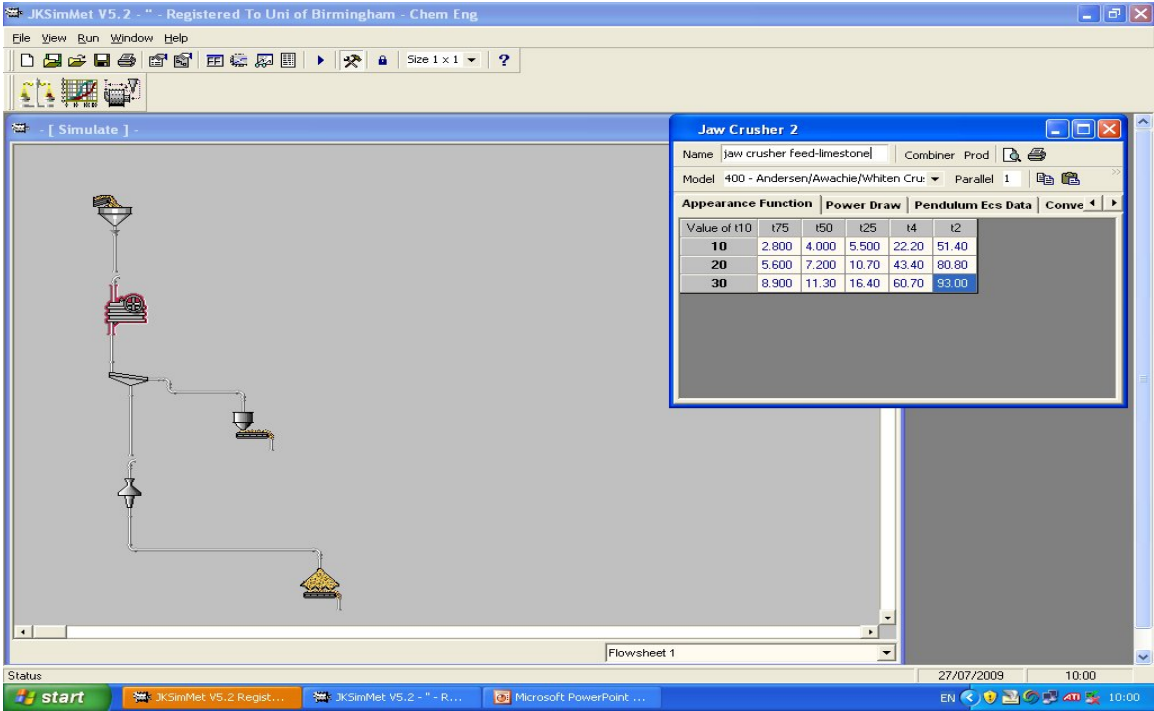 JKSimMet V5.2 - " - Registered To Uni of Birmingham - Chem Eng
File View Run Window Help
Size 1 x 1 ?
- [ Simulate ] -
Jaw Crusher 2
Name jaw crusher feed-limestone Combiner Prod
Model 400 - Andersen/Awachie/Whiten Cru: Parallel 1 »
Appearance Function Power Draw Pendulum Ecs Data Conve
Value of t10 t75 t50 t25 t4 t2
10 2.800 4.000 5.500 22.20 51.40
20 5.600 7.200 10.70 43.40 80.80
30 8.900 11.30 16.40 60.70 93.00
Flowsheet 1
Status 27/07/2009 10:00
start JKSimMet V5.2 Regist... JKSimMet V5.2 - " - R... Microsoft PowerPoint ... EN 10:00